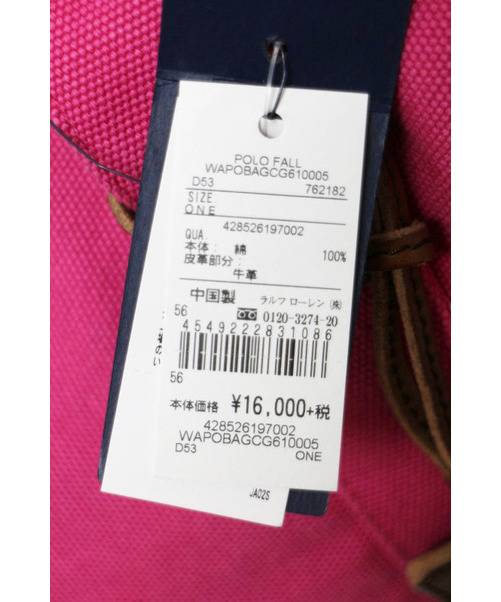 POLO FALL
WAPOBAGCG610005
D53 762182
SIZE
ONE
428526197002
QUA.
本体: 綿 100%
皮革部分:
牛革
中国製 ラルフ ローレン (株)
0120-3274-20
56
4549222831086
56
本体価格 ¥16,000+税
428526197002
WAPOBAGCG610005
D53 ONE
JA02S